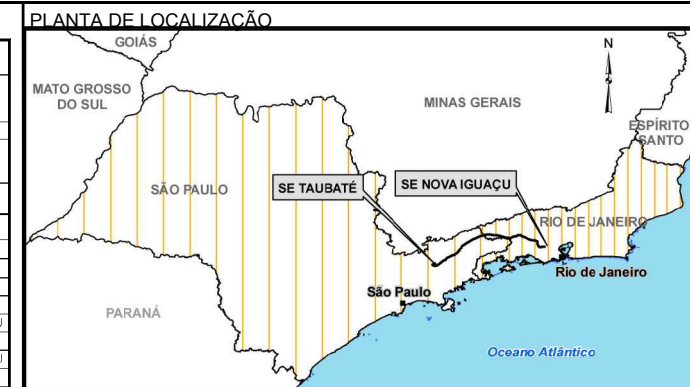 PLANTA DE LOCALIZAÇÃO
GOIÁS
N
MATO GROSSO
DO SUL
MINAS GERAIS
ESPÍRITO
SANTO
SÃO PAULO
SE TAUBATÉ
SE NOVA IGUAÇU
RIO DE JANEIRO
Rio de Janeiro
São Paulo
PARANÁ
Oceano Atlântico